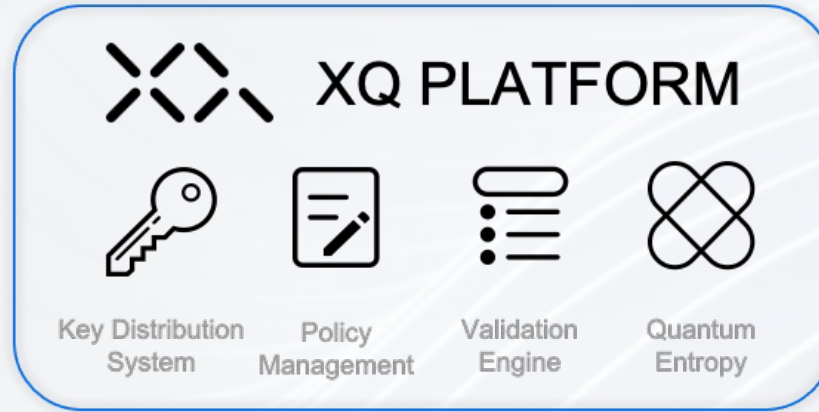 XQ PLATFORM
Key Distribution
System
Policy
Management
Validation
Engine
Quantum
Entropy